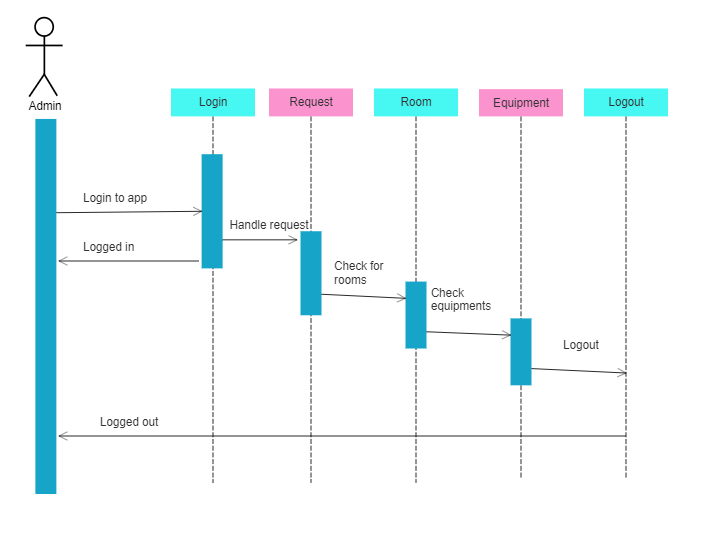 Admin
Login
Request
Room
Equipment
Logout
Login to app
Handle request
Logged in
Check for
rooms
Check
equipments
Logout
Logged out